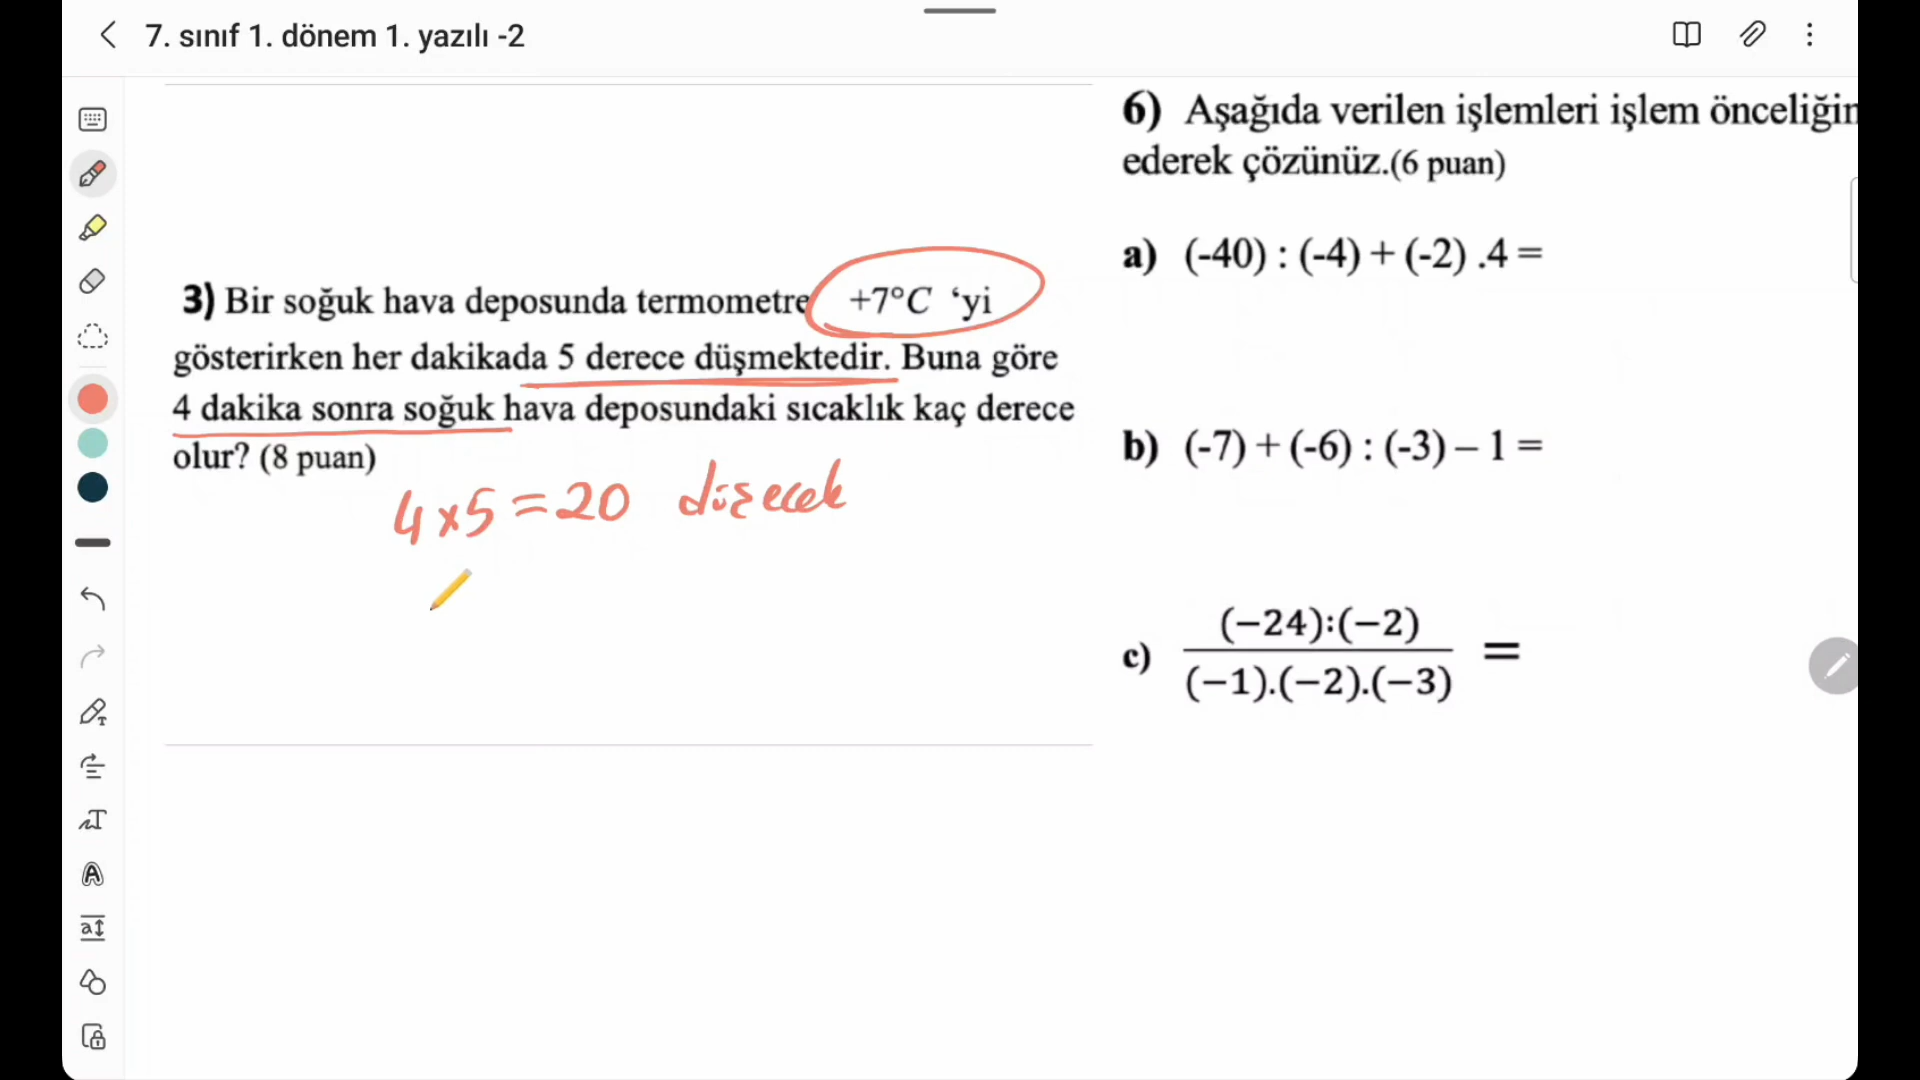 7. sınıf 1. dönem 1. yazılı -2
3) Bir soğuk hava deposunda termometre +7°C ‘yi
gösterirken her dakikada 5 derece düşmektedir. Buna göre
4 dakika sonra soğuk hava deposundaki sıcaklık kaç derece
olur? (8 puan)
4x5=20 düşecek
6) Aşağıda verilen işlemleri işlem önceliğin
ederek çözünüz.(6 puan)
a) (-40) : (-4) + (-2) .4 =
b) (-7) + (-6) : (-3) – 1 =
c) (−24):(−2)
(−1).(−2).(−3) =